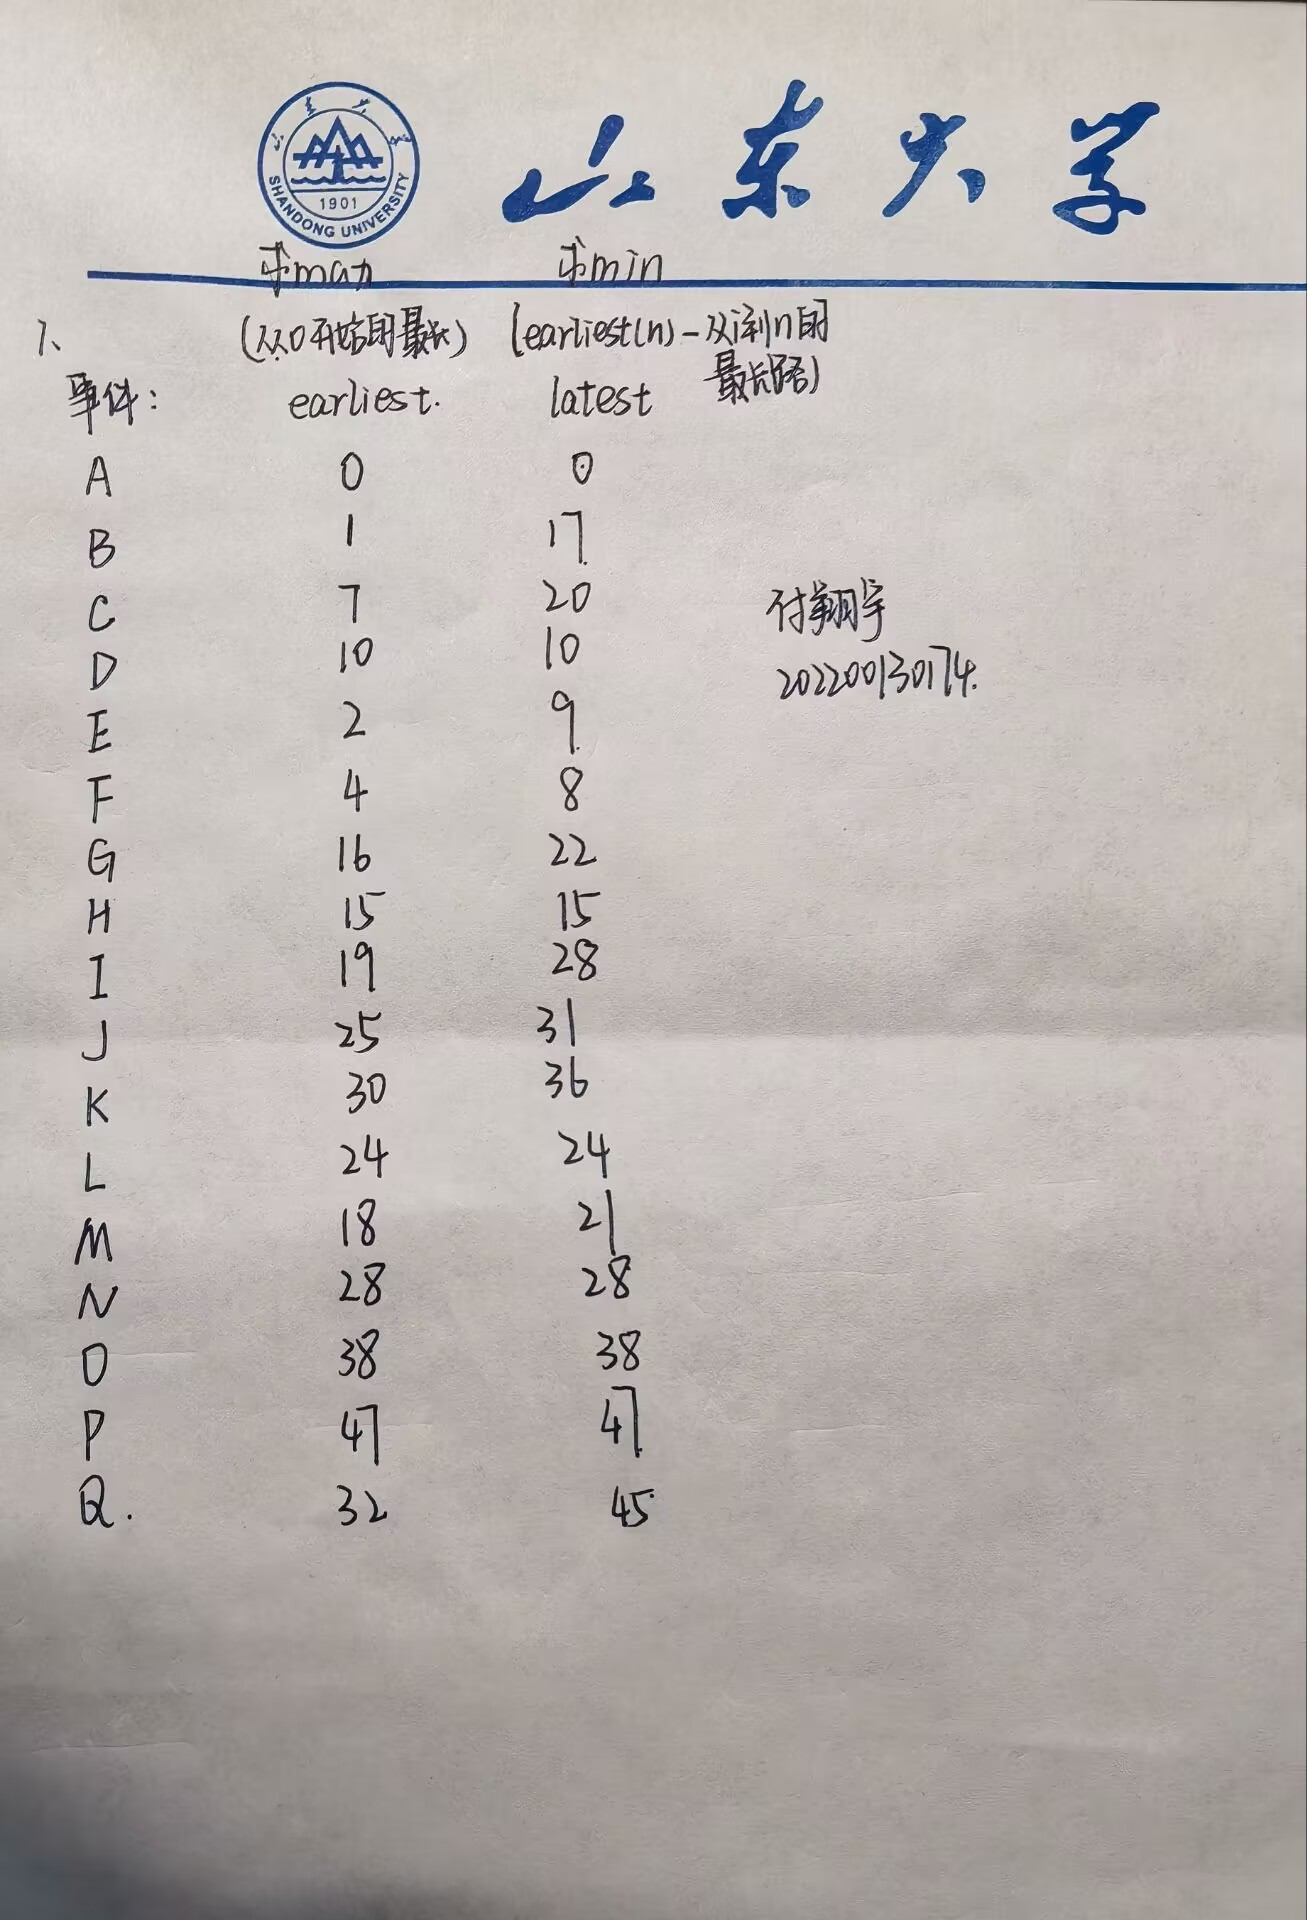 山东大学
SHANDONG UNIVERSITY
1901
求max 求min
1、 (从0开始的最长) (earliest(n)-从i到n的
最长路)
事件: earliest. latest
A 0 0
B 1 17
C 7 20
D 10 10
E 2 9
F 4 8
G 16 22
H 15 15
I 19 28
J 25 31
K 30 36
L 24 24
M 18 21
N 28 28
O 38 38
P 47 47
Q. 32 45
付翔宇
202200130174.